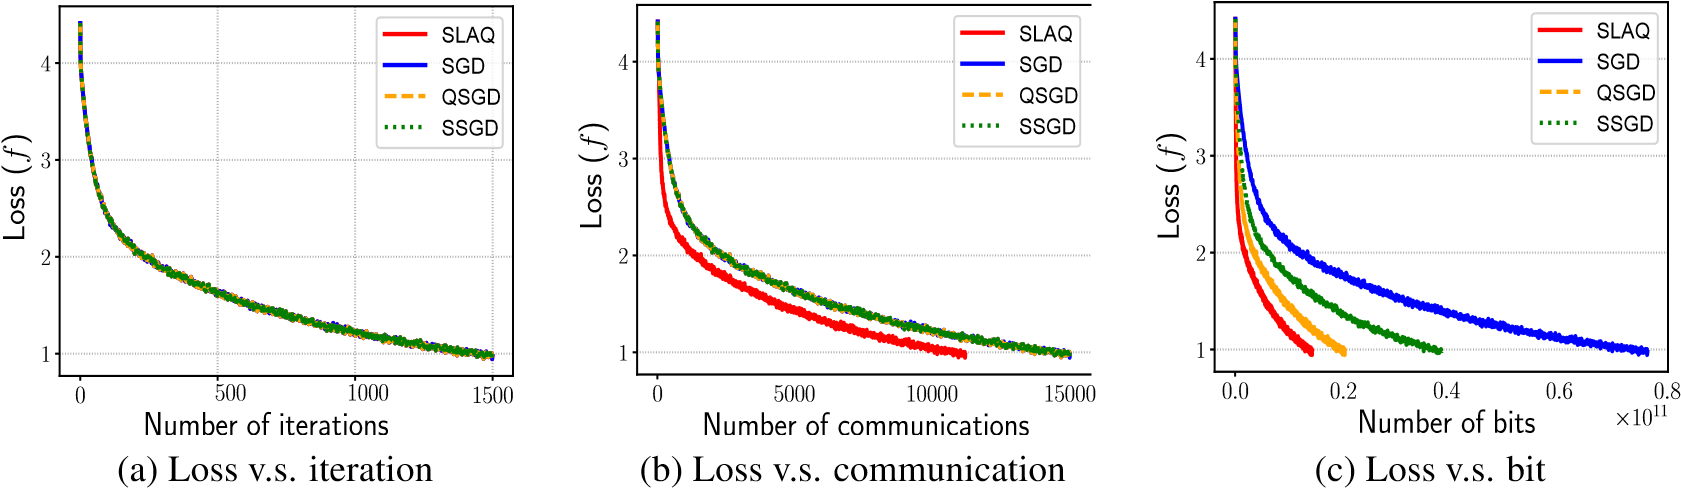 SLAQ
SGD
QSGD
SSGD
4
3
2
1
Loss (f)
0
500
1000
1500
Number of iterations
(a) Loss v.s. iteration
SLAQ
SGD
QSGD
SSGD
4
3
2
1
Loss (f)
0
5000
10000
15000
Number of communications
(b) Loss v.s. communication
SLAQ
SGD
QSGD
SSGD
4
3
2
1
Loss (f)
0.0
0.2
0.4
0.6
0.8
×10¹¹
Number of bits
(c) Loss v.s. bit